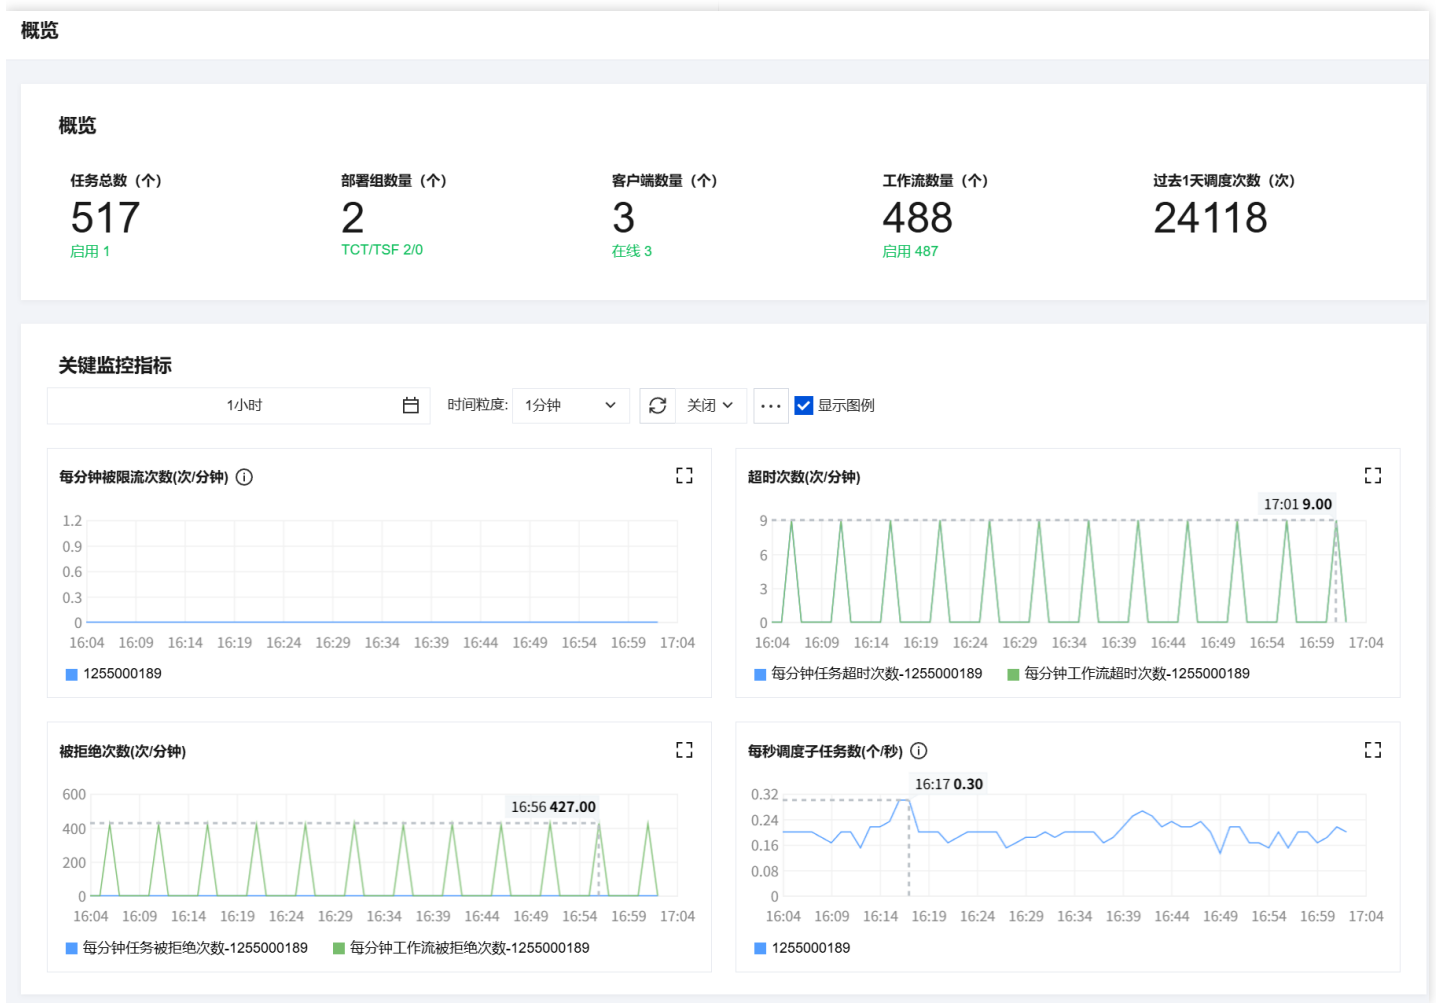 概览
概览
任务总数（个） 部署组数量（个） 客户端数量（个） 工作流数量（个） 过去1天调度次数（次）
517 2 3 488 24118
启用 1 TCT/TSF 2/0 在线 3 启用 487
关键监控指标
1小时 时间粒度: 1分钟 关闭 ... 显示图例
每分钟被限流次数(次/分钟)
1.2
0.9
0.6
0.3
0
16:04 16:09 16:14 16:19 16:24 16:29 16:34 16:39 16:44 16:49 16:54 16:59 17:04
1255000189
超时次数(次/分钟)
17:01 9.00
9
6
3
0
16:04 16:09 16:14 16:19 16:24 16:29 16:34 16:39 16:44 16:49 16:54 16:59 17:04
每分钟任务超时次数-1255000189 每分钟工作流超时次数-1255000189
被拒绝次数(次/分钟)
600
16:56 427.00
400
200
0
16:04 16:09 16:14 16:19 16:24 16:29 16:34 16:39 16:44 16:49 16:54 16:59 17:04
每分钟任务被拒绝次数-1255000189 每分钟工作流被拒绝次数-1255000189
每秒调度子任务数(个/秒)
16:17 0.30
0.32
0.24
0.16
0.08
0
16:04 16:09 16:14 16:19 16:24 16:29 16:34 16:39 16:44 16:49 16:54 16:59 17:04
1255000189